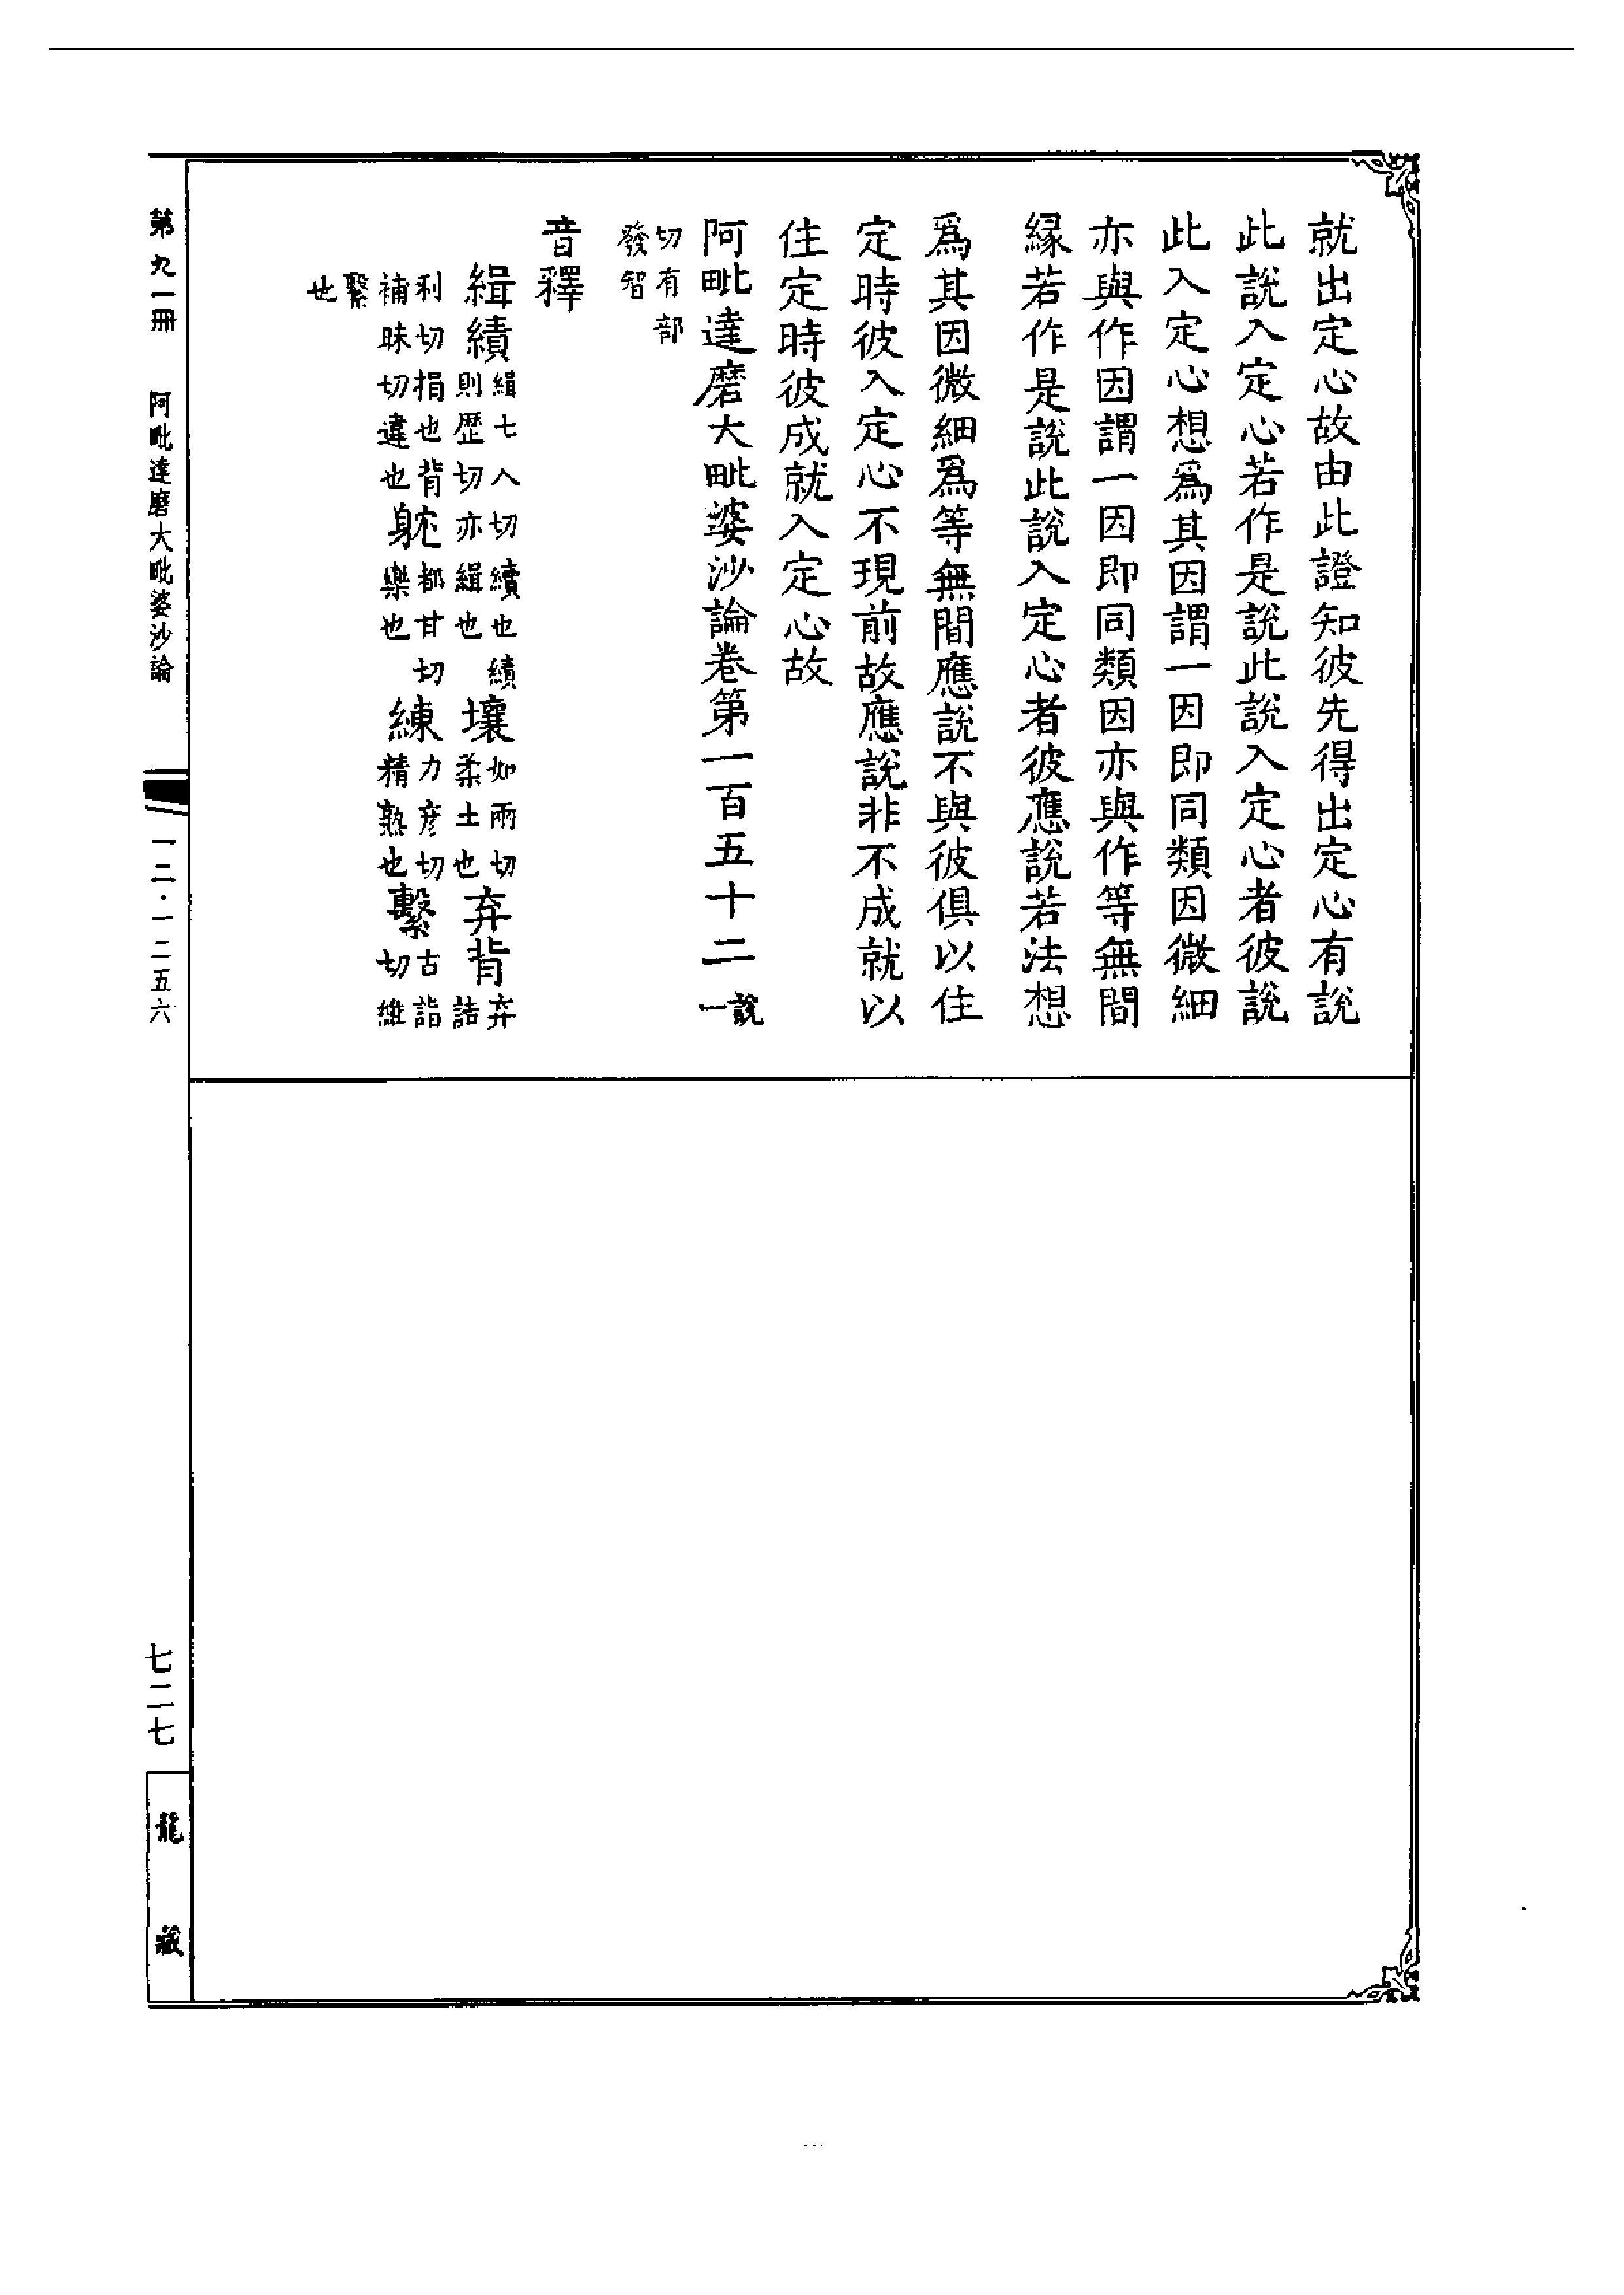 就出定心故由此證知彼先得出定心有說
此說入定心若作是說此說入定心者彼說
此入定心想爲其因謂一因即同類因微細
亦與作因謂一因即同類因亦與作等無間
緣若作是說此說入定心者彼應說若法想
爲其因微細爲等無間應說不與彼俱以住
定時彼入定心不現前故應說非不成就以
住定時彼成就入定心故
阿毗達磨大毗婆沙論卷第一百五十二說一
切有部
發智
音釋
緝績緝七入切續也績則歷切亦緝也壤如兩切柔土也弃背弃詰
利切捐也背補昧切違也躭都甘切樂也練力彥切精熟也繫古詣切維
繫也
第九一冊 阿毗達磨大毗婆沙論 一二·一二五六 七二七 龍藏